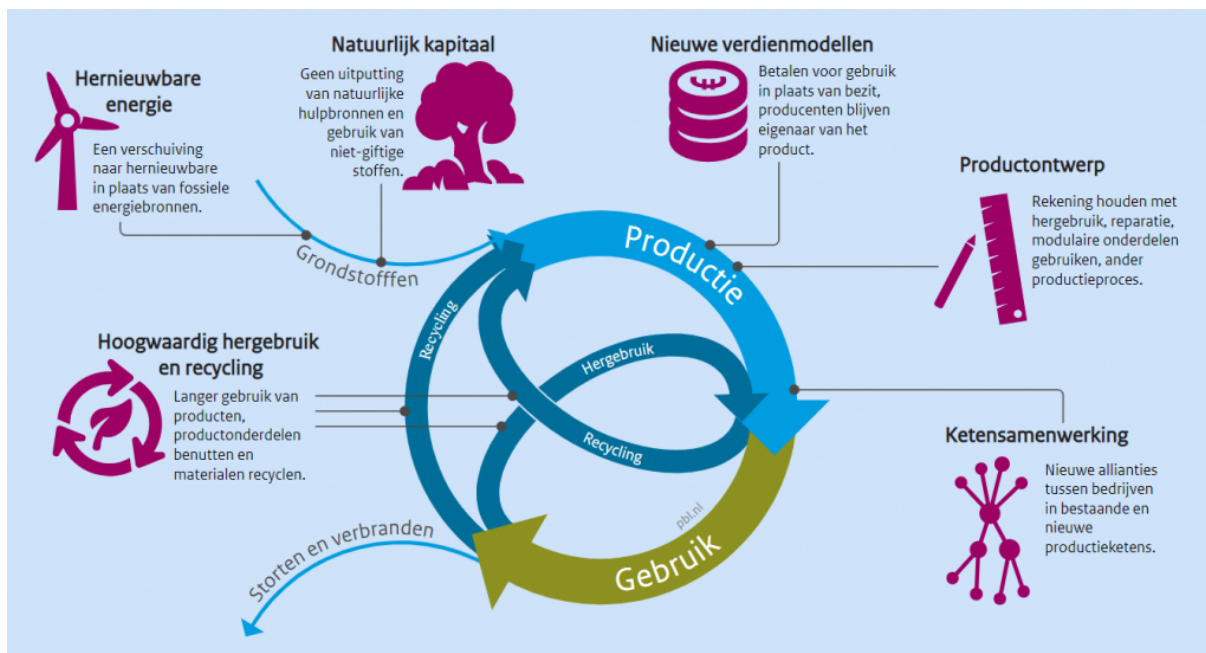 Hernieuwbare
energie
Een verschuiving
naar hernieuwbare
in plaats van fossiele
energiebronnen.
Natuurlijk kapitaal
Geen uitputting
van natuurlijke
hulpbronnen en
gebruik van
niet-giftige
stoffen.
Nieuwe verdienmodellen
Betalen voor gebruik
in plaats van bezit,
producenten blijven
eigenaar van het
product.
Productontwerp
Rekening houden met
hergebruik, reparatie,
modulaire onderdelen
gebruiken, ander
productieproces.
Grondstofffen
Productie
Recycling
Hergebruik
Recycling
Hoogwaardig hergebruik
en recycling
Langer gebruik van
producten,
productonderdelen
benutten en
materialen recyclen.
Ketensamenwerking
Nieuwe allianties
tussen bedrijven
in bestaande en
nieuwe
productieketens.
Storten en verbranden
Gebruik
pbl.nl